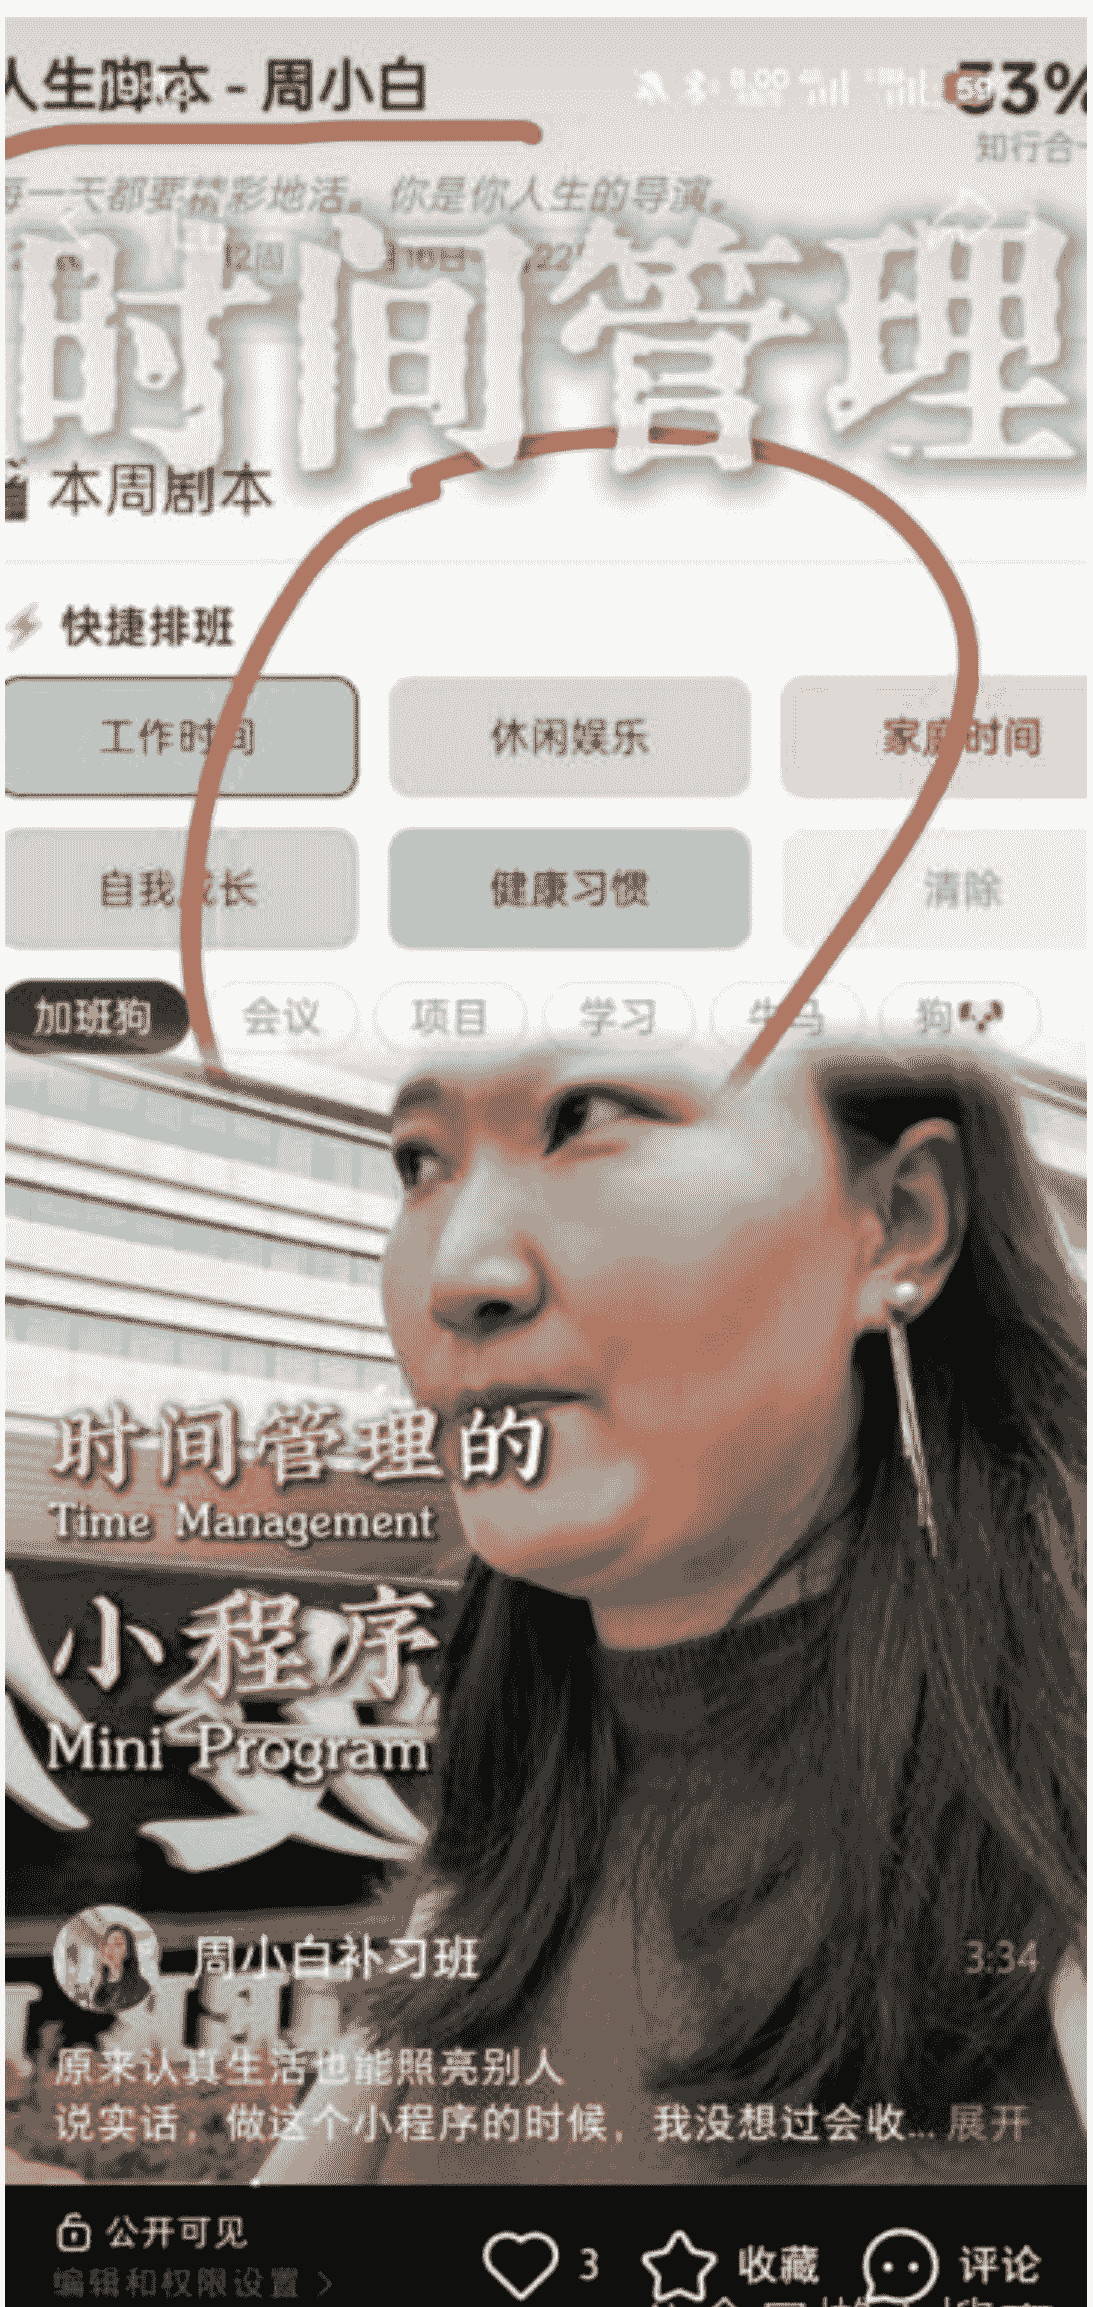 人生脚本 - 周小白
33%
知行合一
每一天都要精彩地活。你是你人生的导演。
时间管理
本周剧本
快捷排班
工作时间 休闲娱乐 家庭时间
自我成长 健康习惯 清除
加班狗 会议 项目 学习 牛马 狗
时间管理的
Time Management
小程序
Mini Program
周小白补习班 3:34
原来认真生活也能照亮别人
说实话，做这个小程序的时候，我没想过会收... 展开
公开可见
3 收藏 评论
编辑和权限设置 >